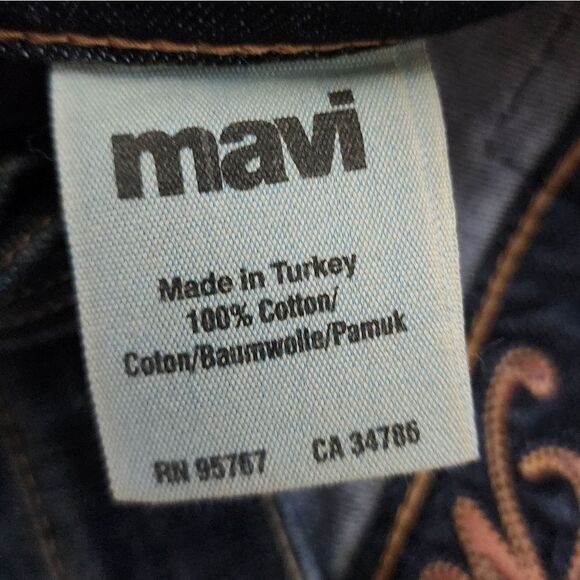 mavi
Made in Turkey
100% Cotton/
Coton/Baumwolle/Pamuk
RN 95767 CA 34786